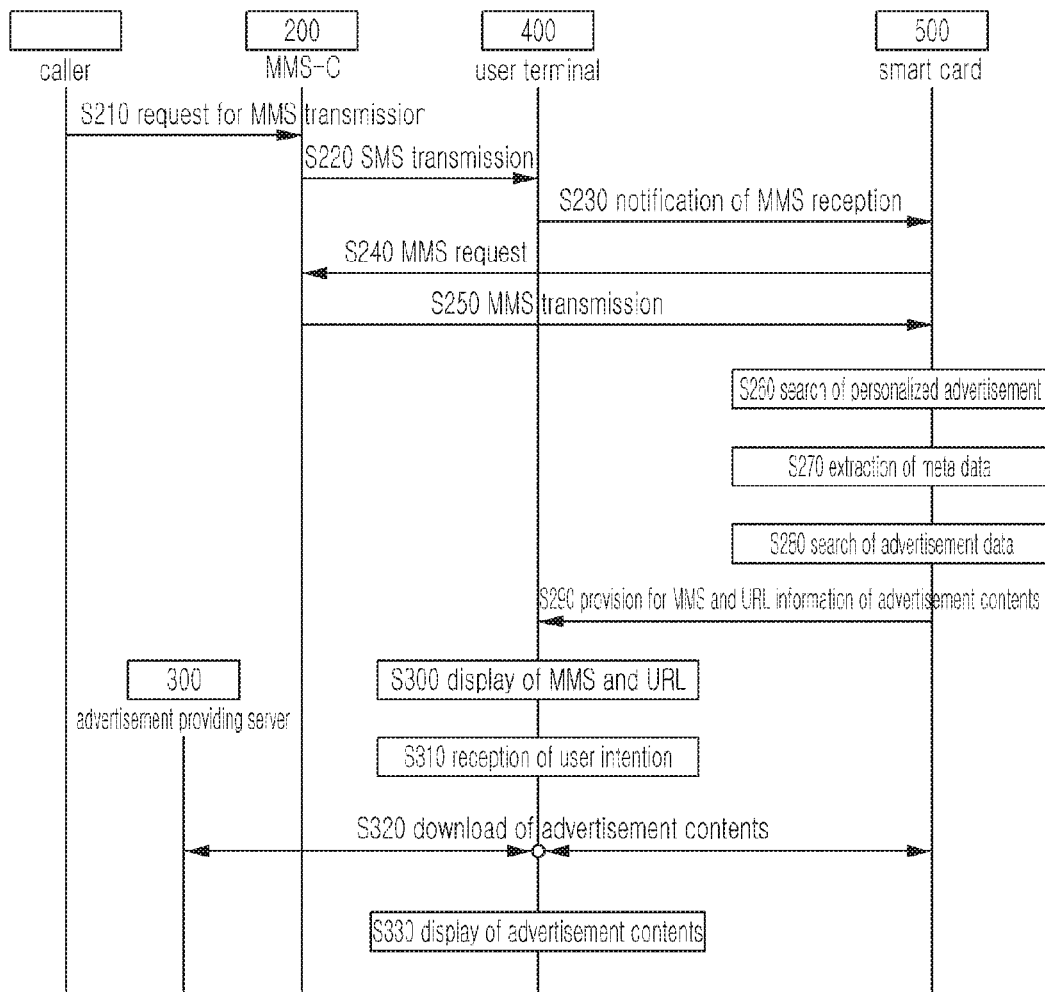 200
400
500
caller
MMS-C
user terminal
smart card
S210 request for MMS transmission
S220 SMS transmission
S230 notification of MMS reception
S240 MMS request
S250 MMS transmission
S260 search of personalized advertisement
S270 extraction of meta data
S280 search of advertisement data
S290 provision for MMS and URL information of advertisement contents
300
S300 display of MMS and URL
advertisement providing server
S310 reception of user intention
S320 download of advertisement contents
S330 display of advertisement contents